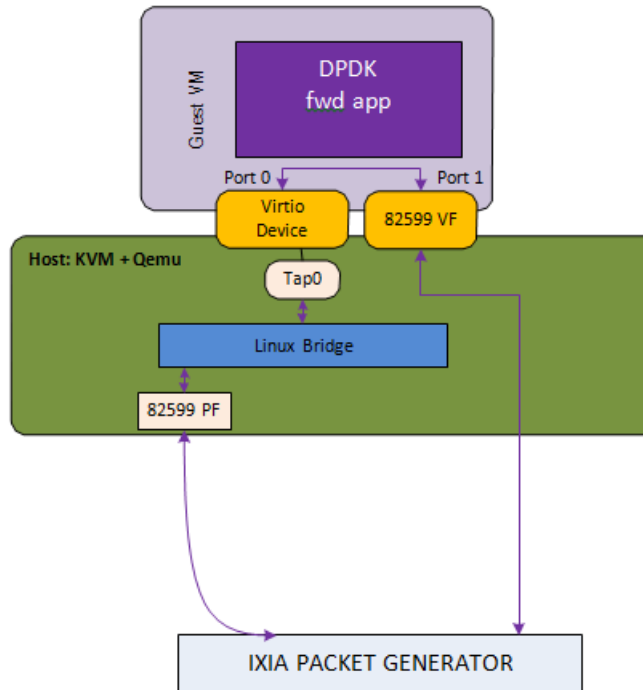 DPDK
fwd app
Guest VM
Port 0
Port 1
Virtio
Device
82599 VF
Host: KVM + Qemu
Tap0
Linux Bridge
82599 PF
IXIA PACKET GENERATOR